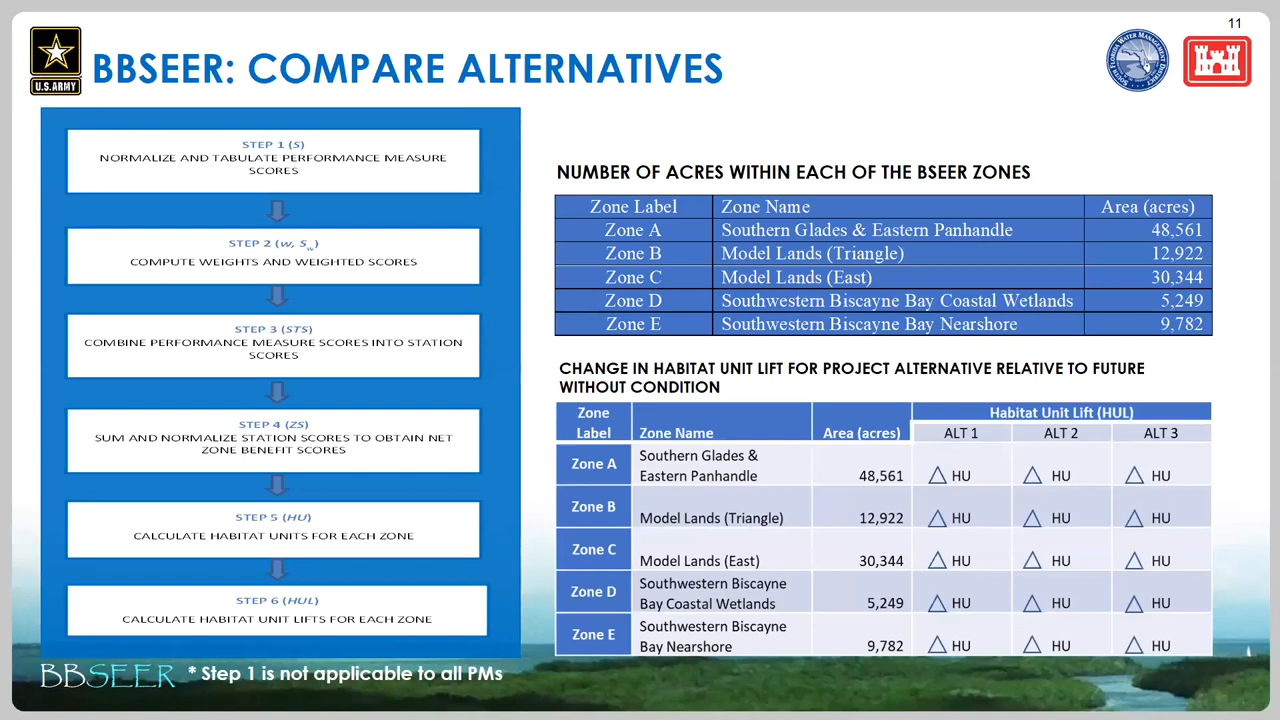 11
U.S.ARMY
BBSEER: COMPARE ALTERNATIVES
SOUTH FLORIDA WATER MANAGEMENT DISTRICT
STEP 1 (S)
NORMALIZE AND TABULATE PERFORMANCE MEASURE
SCORES
STEP 2 (w, Sw)
COMPUTE WEIGHTS AND WEIGHTED SCORES
STEP 3 (STS)
COMBINE PERFORMANCE MEASURE SCORES INTO STATION
SCORES
STEP 4 (ZS)
SUM AND NORMALIZE STATION SCORES TO OBTAIN NET
ZONE BENEFIT SCORES
STEP 5 (HU)
CALCULATE HABITAT UNITS FOR EACH ZONE
STEP 6 (HUL)
CALCULATE HABITAT UNIT LIFTS FOR EACH ZONE
NUMBER OF ACRES WITHIN EACH OF THE BSEER ZONES
Zone Label Zone Name Area (acres)
Zone A Southern Glades & Eastern Panhandle 48,561
Zone B Model Lands (Triangle) 12,922
Zone C Model Lands (East) 30,344
Zone D Southwestern Biscayne Bay Coastal Wetlands 5,249
Zone E Southwestern Biscayne Bay Nearshore 9,782
CHANGE IN HABITAT UNIT LIFT FOR PROJECT ALTERNATIVE RELATIVE TO FUTURE
WITHOUT CONDITION
Zone Habitat Unit Lift (HUL)
Label Zone Name Area (acres) ALT 1 ALT 2 ALT 3
Southern Glades &
Zone A Eastern Panhandle 48,561 △ HU △ HU △ HU
Zone B Model Lands (Triangle) 12,922 △ HU △ HU △ HU
Zone C Model Lands (East) 30,344 △ HU △ HU △ HU
Southwestern Biscayne
Zone D Bay Coastal Wetlands 5,249 △ HU △ HU △ HU
Southwestern Biscayne
Zone E Bay Nearshore 9,782 △ HU △ HU △ HU
BBSEER * Step 1 is not applicable to all PMs